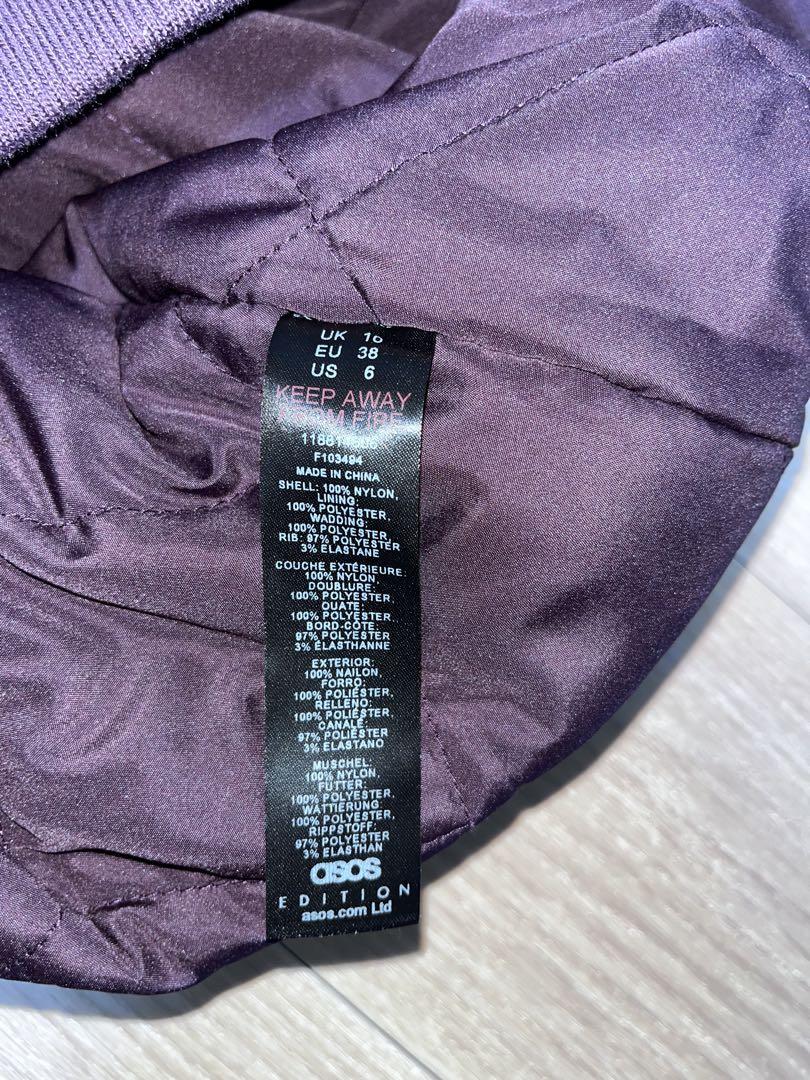 UK
EU 38
US 6
KEEP AWAY
FROM FIRE
F103494
MADE IN CHINA
SHELL: 100% NYLON,
LINING:
100% POLYESTER,
WADDING:
100% POLYESTER,
RIB: 97% POLYESTER
3% ELASTANE
COUCHE EXTÉRIEURE:
100% NYLON,
DOUBLURE:
100% POLYESTER,
OUATE:
100% POLYESTER,
BORD-CÔTE:
97% POLYESTER
3% ÉLASTHANNE
EXTERIOR:
100% NAILON,
FORRO:
100% POLIÉSTER,
RELLENO:
100% POLIÉSTER,
CANALÉ:
97% POLIÉSTER
3% ELASTANO
MUSCHEL:
100% NYLON,
FUTTER:
100% POLYESTER,
WATTIERUNG:
100% POLYESTER,
RIPPSTOFF:
97% POLYESTER
3% ELASTHAN
asos
EDITION
asos.com Ltd